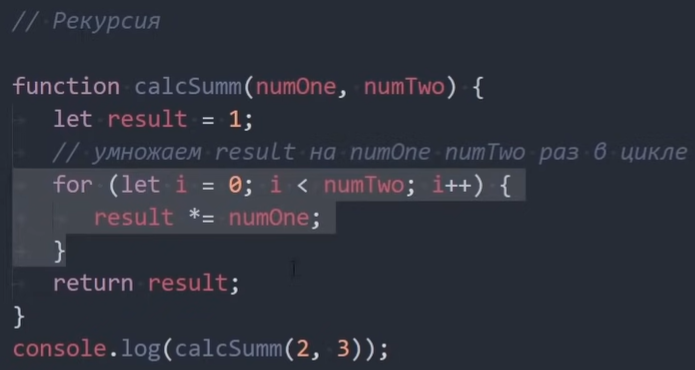 // Рекурсия
function calcSumm(numOne, numTwo) {
let result = 1;
// умножаем result на numOne numTwo раз в цикле
for (let i = 0; i < numTwo; i++) {
result *= numOne;
}
return result;
}
console.log(calcSumm(2, 3));